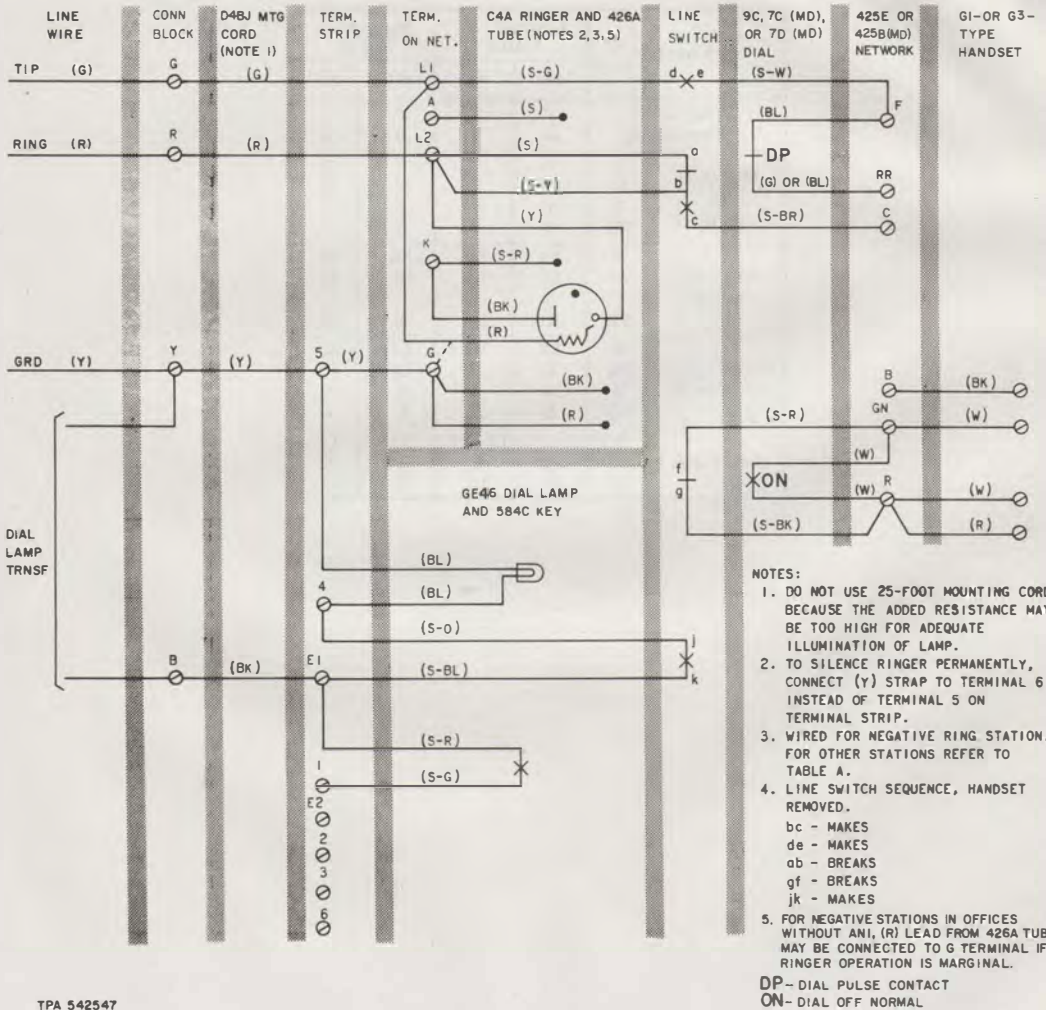 LINE WIRE
CONN BLOCK
D4BJ MTG CORD (NOTE 1)
TERM. STRIP
TERM. ON NET.
C4A RINGER AND 426A TUBE (NOTES 2,3,5)
LINE SWITCH
9C, 7C (MD), OR 7D (MD) DIAL
425E OR 425B(MD) NETWORK
G1-OR G3-TYPE HANDSET
TIP (G) G (G) L1 (S-G) d e (S-W)
A (S) (BL) F
RING (R) R (R) L2 (S) a DP
(S-Y) b (G) OR (BL) RR
(Y) c (S-BR) C
K (S-R)
(BK)
(R)
GRD (Y) Y (Y) 5 (Y) G
(BK) B (BK)
(R) (S-R) GN (W)
(W)
f ON
g (W) R (W)
(S-BK) (R)
GE46 DIAL LAMP
AND 584C KEY
DIAL
LAMP
TRNSF
(BL)
4 (BL)
(S-O) j
B (BK) E1 (S-BL) k
(S-R)
1 (S-G)
E2
2
3
6
NOTES:
1. DO NOT USE 25-FOOT MOUNTING CORD
BECAUSE THE ADDED RESISTANCE MAY
BE TOO HIGH FOR ADEQUATE
ILLUMINATION OF LAMP.
2. TO SILENCE RINGER PERMANENTLY,
CONNECT (Y) STRAP TO TERMINAL 6
INSTEAD OF TERMINAL 5 ON
TERMINAL STRIP.
3. WIRED FOR NEGATIVE RING STATION.
FOR OTHER STATIONS REFER TO
TABLE A.
4. LINE SWITCH SEQUENCE, HANDSET
REMOVED.
bc - MAKES
de - MAKES
ab - BREAKS
gf - BREAKS
jk - MAKES
5. FOR NEGATIVE STATIONS IN OFFICES
WITHOUT ANI, (R) LEAD FROM 426A TUB
MAY BE CONNECTED TO G TERMINAL IF
RINGER OPERATION IS MARGINAL.
DP - DIAL PULSE CONTACT
ON - DIAL OFF NORMAL
TPA 542547